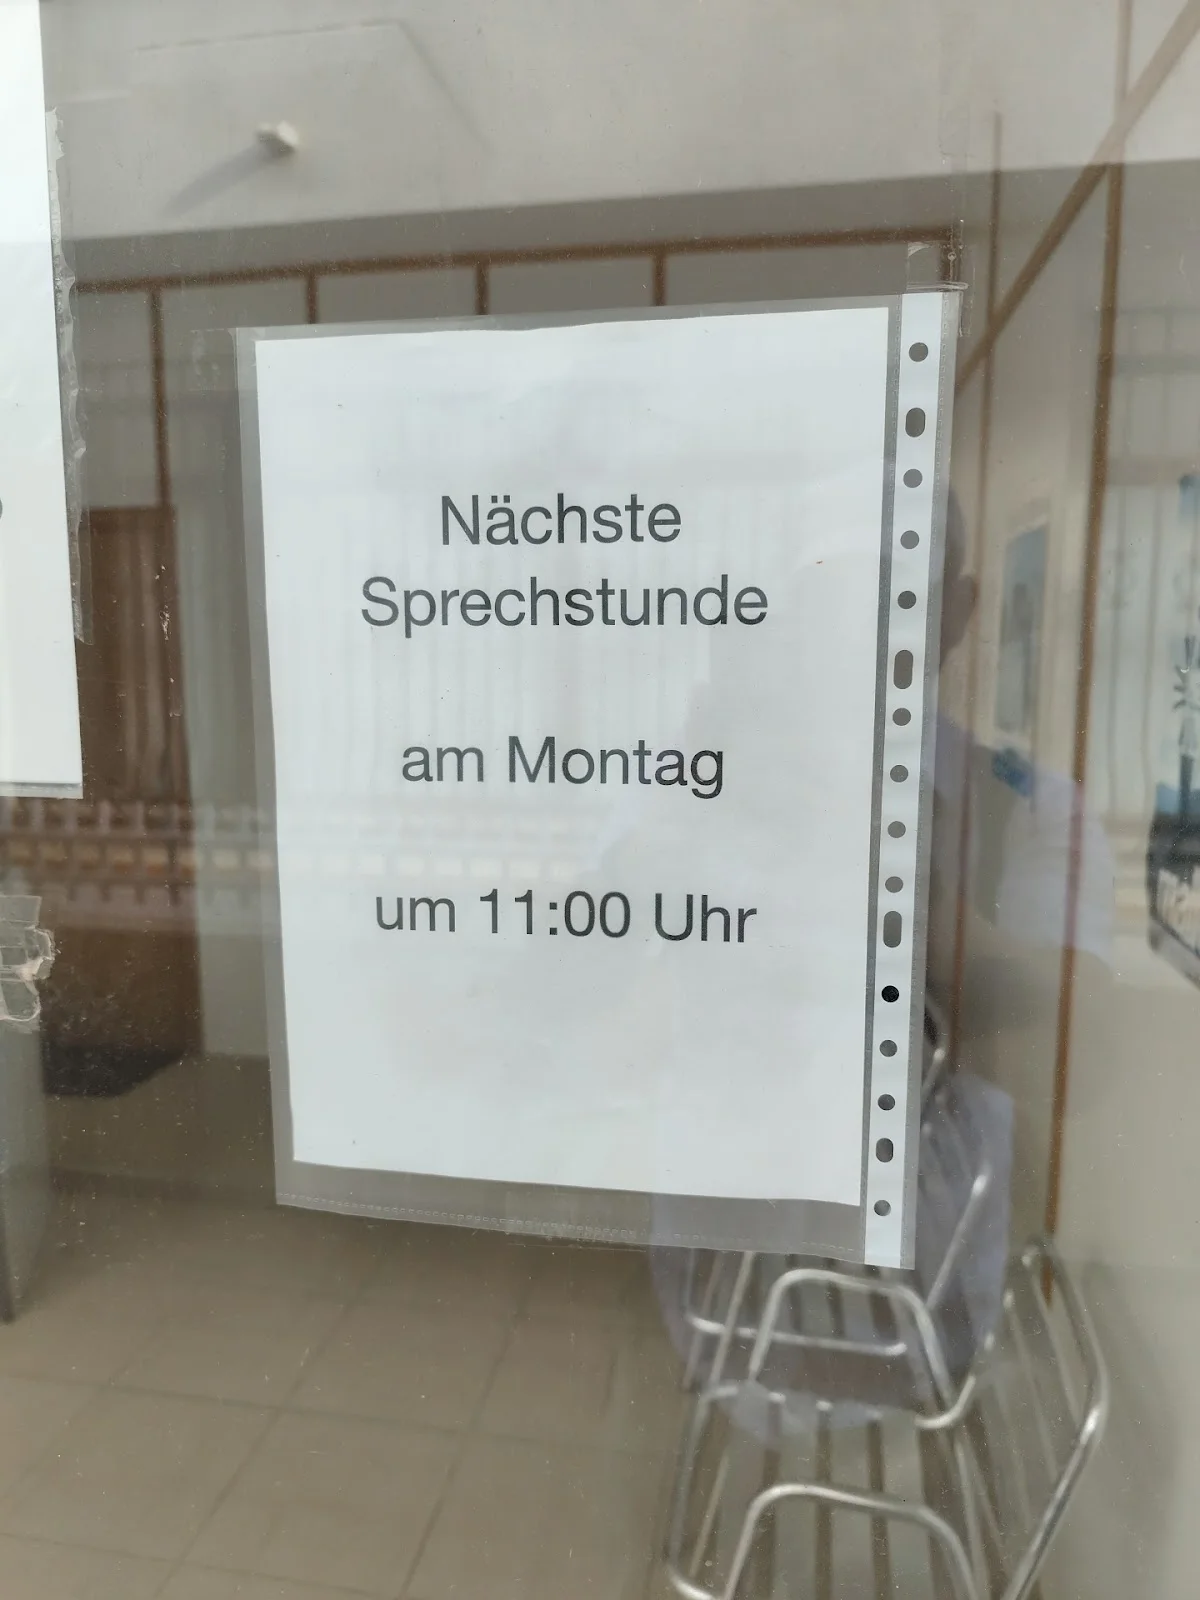 Nächste
Sprechstunde
am Montag
um 11:00 Uhr